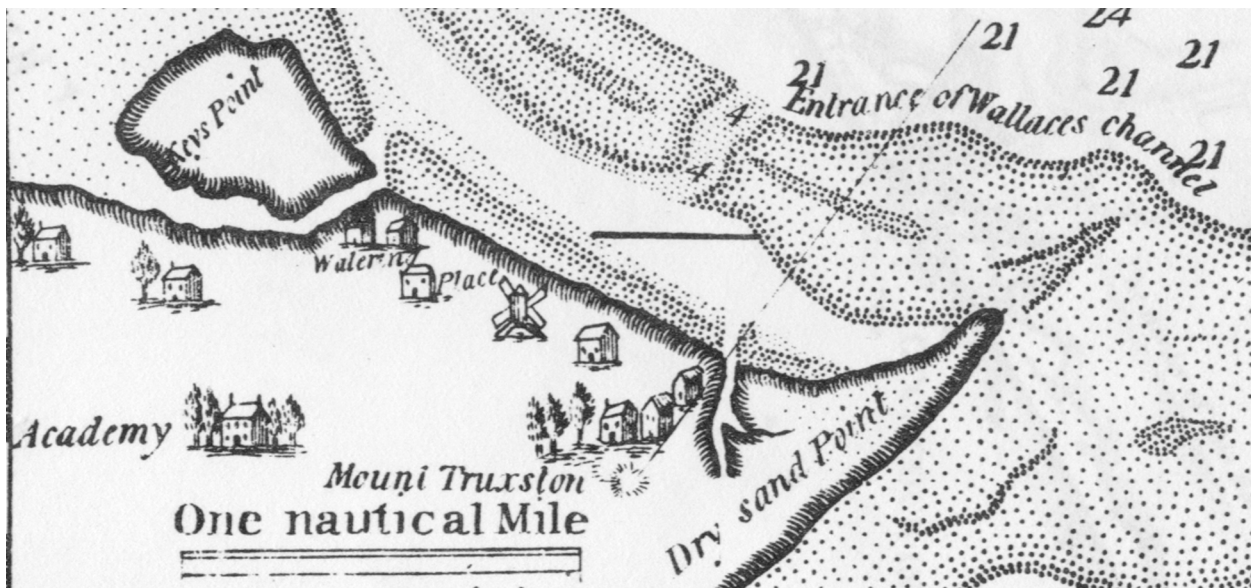 24
21
21
21
21
Entrance of Wallaces channel
21
4
4
Keys Point
Watering
Place
Academy
Mount Truxston
Dry sand Point
One nautical Mile